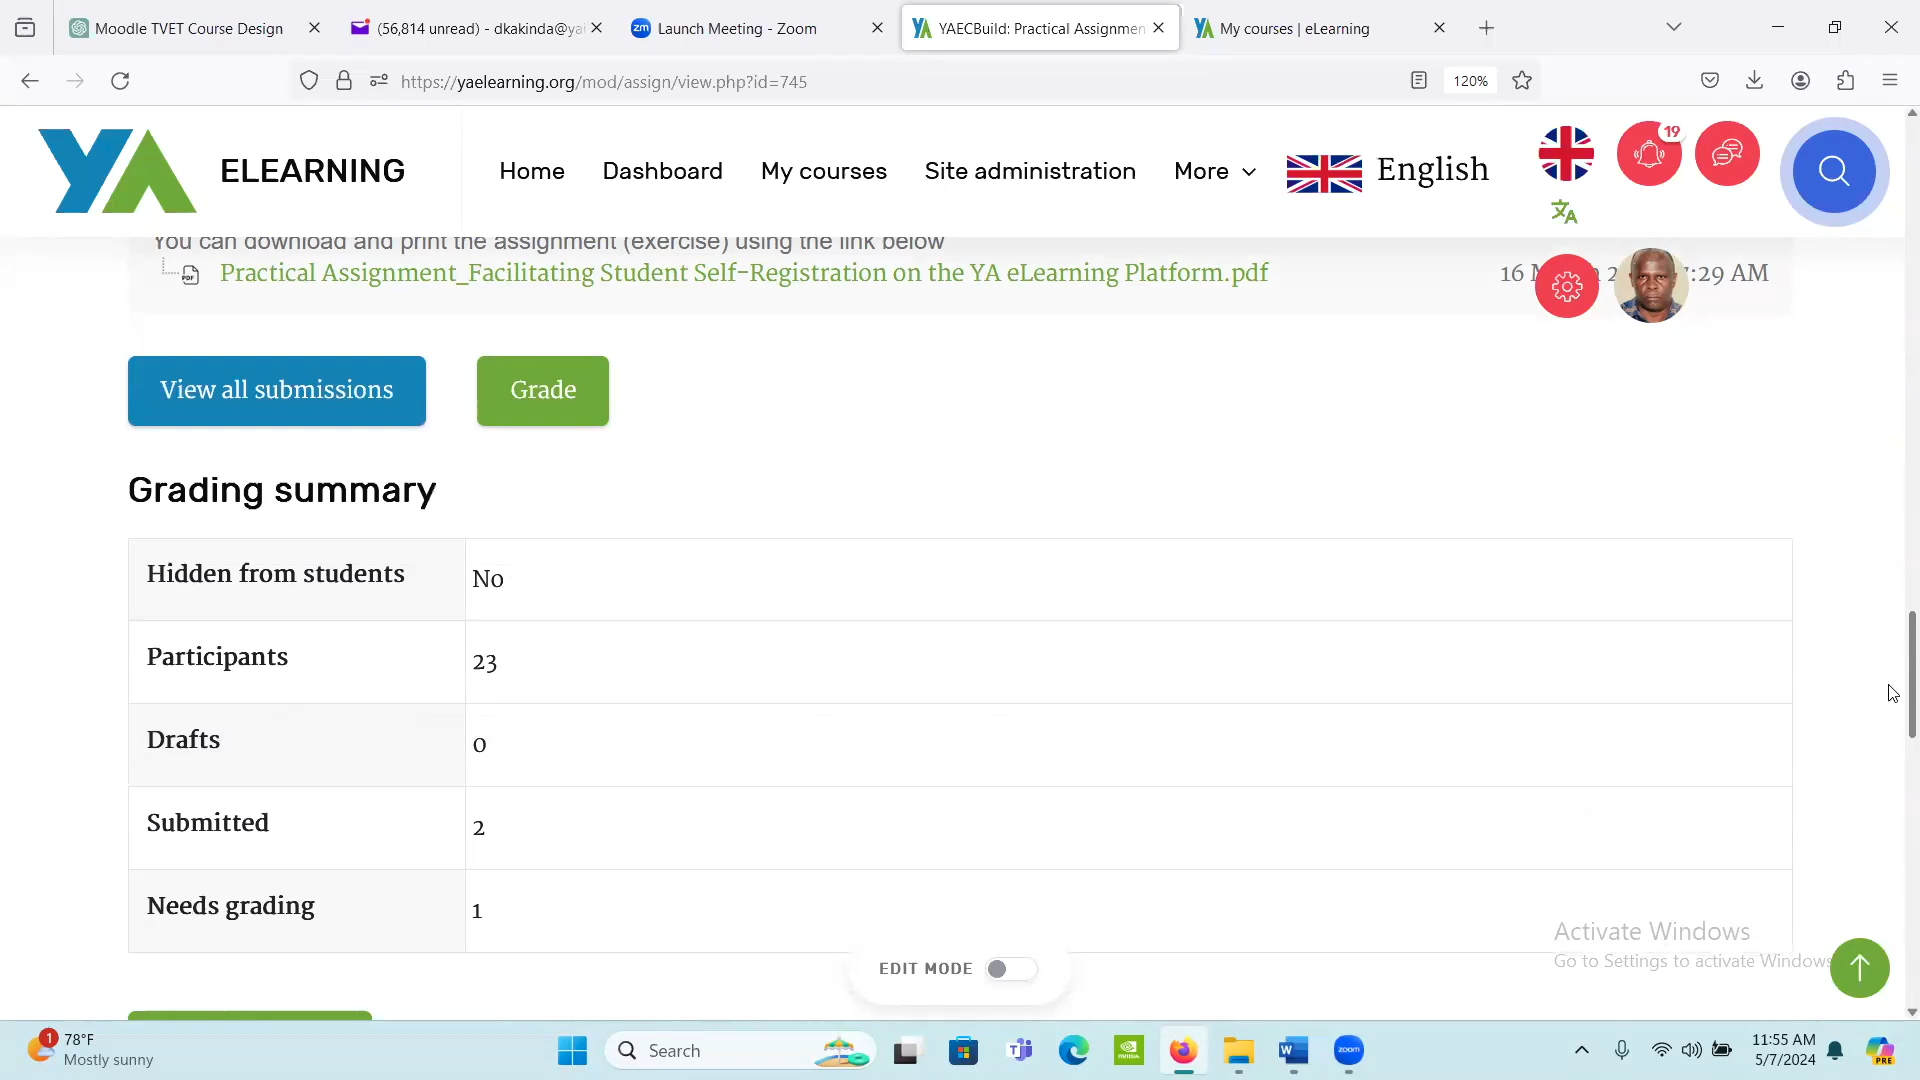 Moodle TVET Course Design
(56,814 unread) - dkakinda@ya
Launch Meeting - Zoom
YAECBuild: Practical Assignmen
My courses | eLearning
https://yaelearning.org/mod/assign/view.php?id=745
120%
YA ELEARNING
Home
Dashboard
My courses
Site administration
More
English
19
You can download and print the assignment (exercise) using the link below
Practical Assignment_Facilitating Student Self-Registration on the YA eLearning Platform.pdf
16 M 2 :29 AM
View all submissions
Grade
Grading summary
Hidden from students
No
Participants
23
Drafts
0
Submitted
2
Needs grading
1
Activate Windows
Go to Settings to activate Windows
EDIT MODE
1
78°F
Mostly sunny
Search
zoom
11:55 AM
5/7/2024
PRE